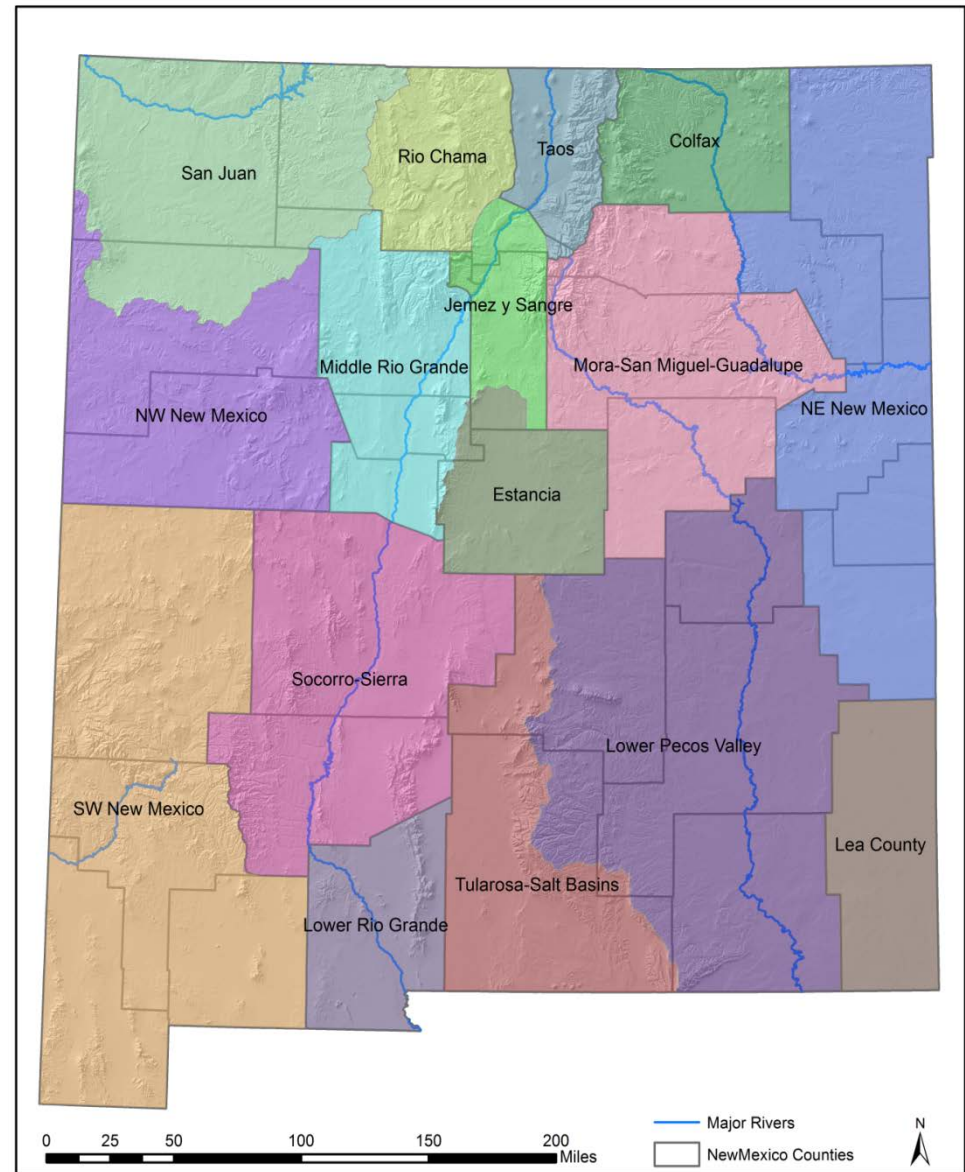 San Juan
Rio Chama
Taos
Colfax
Jemez y Sangre
Middle Rio Grande
Mora-San Miguel-Guadalupe
NW New Mexico
NE New Mexico
Estancia
Socorro-Sierra
Lower Pecos Valley
SW New Mexico
Lea County
Tularosa-Salt Basins
Lower Rio Grande
0 25 50 100 150 200
Miles
Major Rivers
NewMexico Counties
N